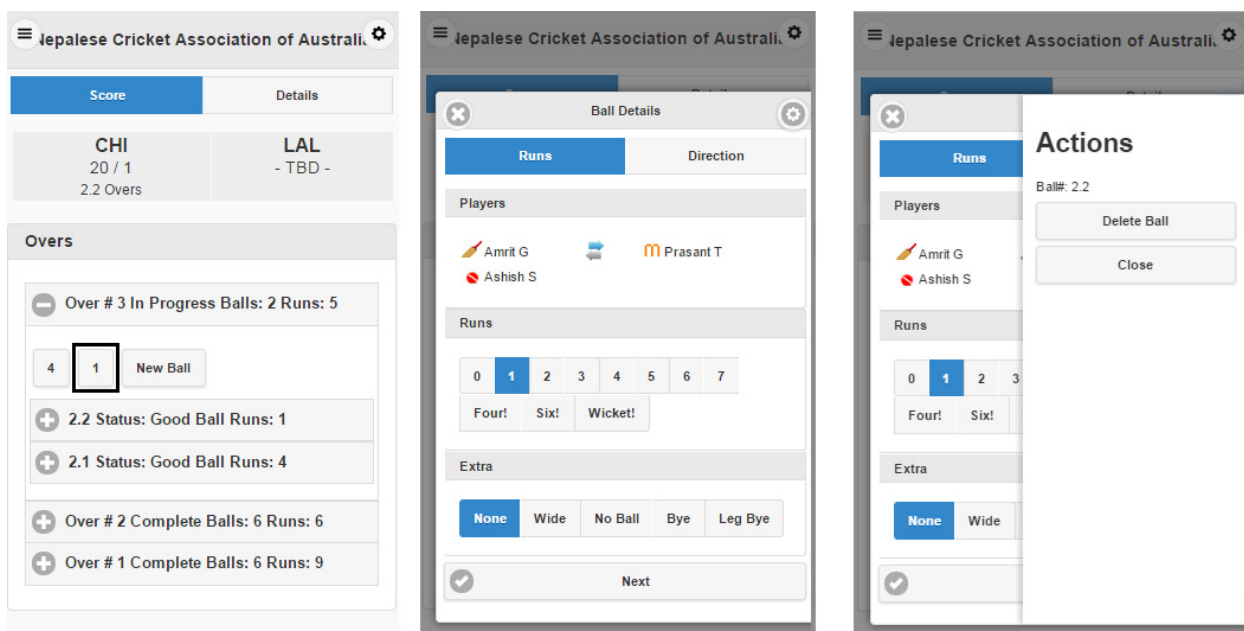 Nepalese Cricket Association of Australi
Score Details
CHI LAL
20 / 1 - TBD -
2.2 Overs
Overs
Over # 3 In Progress Balls: 2 Runs: 5
4 1 New Ball
2.2 Status: Good Ball Runs: 1
2.1 Status: Good Ball Runs: 4
Over # 2 Complete Balls: 6 Runs: 6
Over # 1 Complete Balls: 6 Runs: 9
Nepalese Cricket Association of Australi
Ball Details
Runs Direction
Players
Amrit G Prasant T
Ashish S
Runs
0 1 2 3 4 5 6 7
Four! Six! Wicket!
Extra
None Wide No Ball Bye Leg Bye
Next
Nepalese Cricket Association of Australi
Runs
Players
Amrit G
Ashish S
Runs
0 1 2 3
Four! Six!
Extra
None Wide
Actions
Ball#: 2.2
Delete Ball
Close